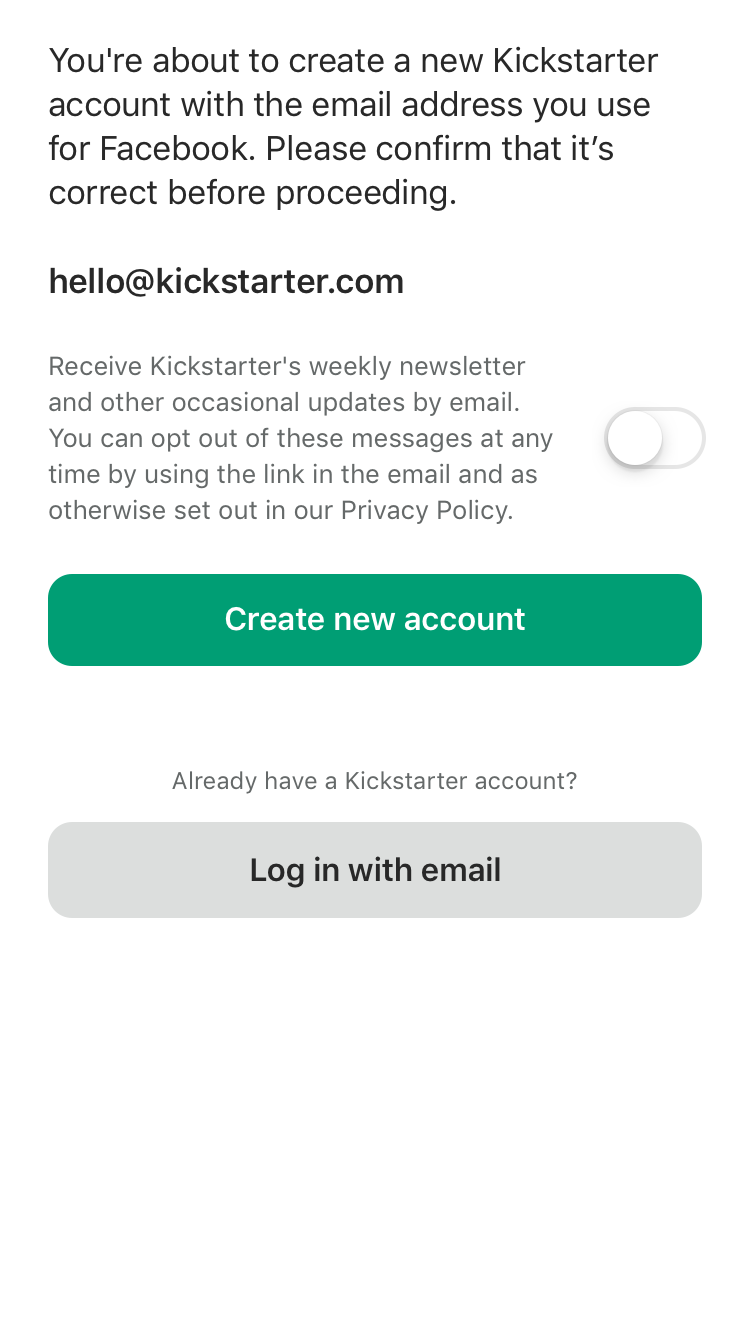 You're about to create a new Kickstarter
account with the email address you use
for Facebook. Please confirm that it’s
correct before proceeding.
hello@kickstarter.com
Receive Kickstarter's weekly newsletter
and other occasional updates by email.
You can opt out of these messages at any
time by using the link in the email and as
otherwise set out in our Privacy Policy.
Create new account
Already have a Kickstarter account?
Log in with email